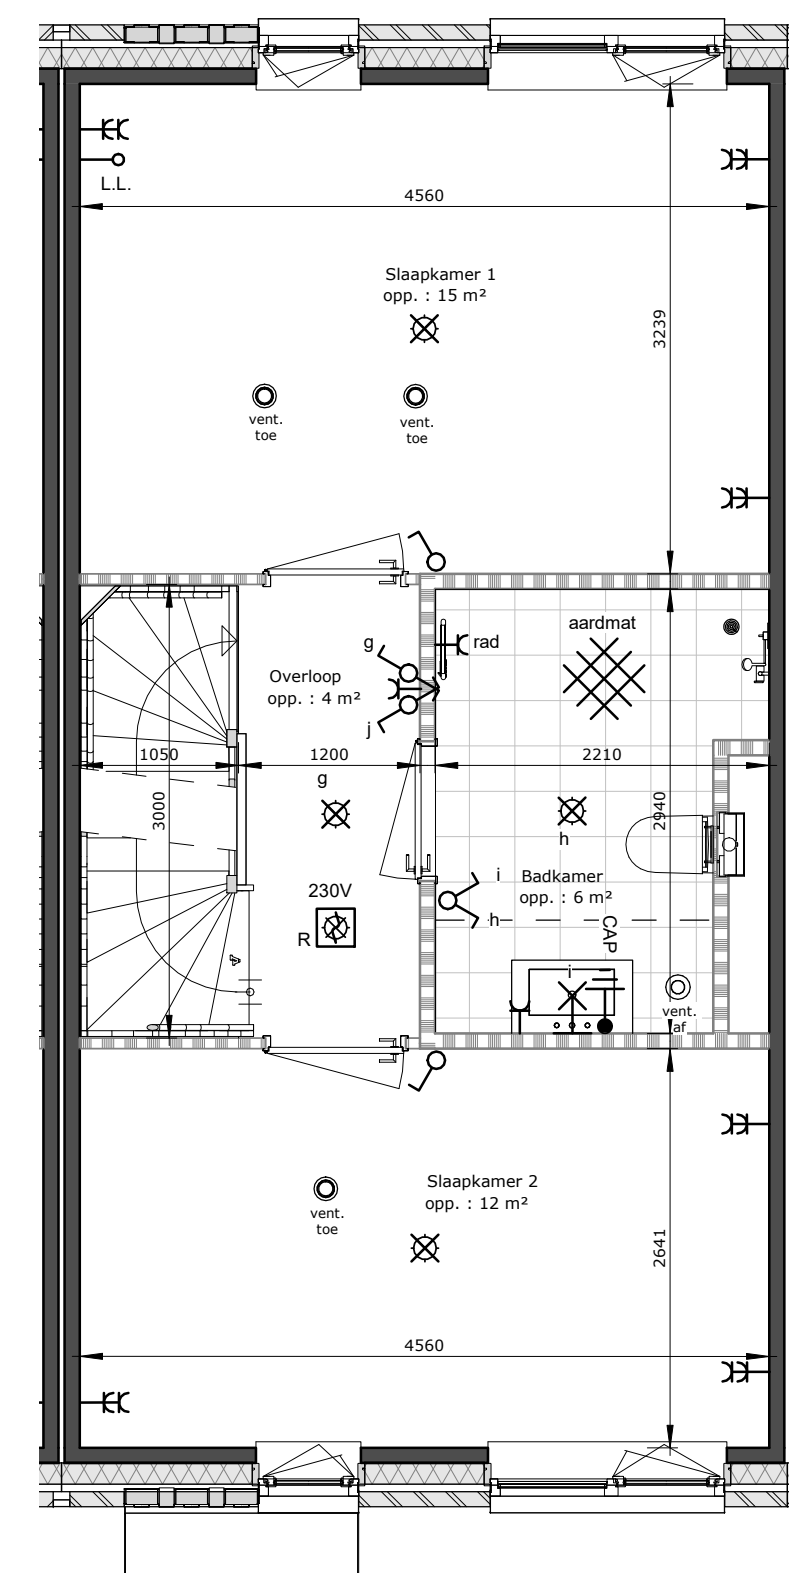 L.L.
4560
Slaapkamer 1
opp. : 15 m²
3239
vent.
toe
vent.
toe
g
rad
aardmat
Overloop
opp. : 4 m²
j
1050
1200
2210
g
3000
2940
h
230V
R
i
Badkamer
opp. : 6 m²
h
CAP
i
vent.
af
Slaapkamer 2
opp. : 12 m²
vent.
toe
2641
4560